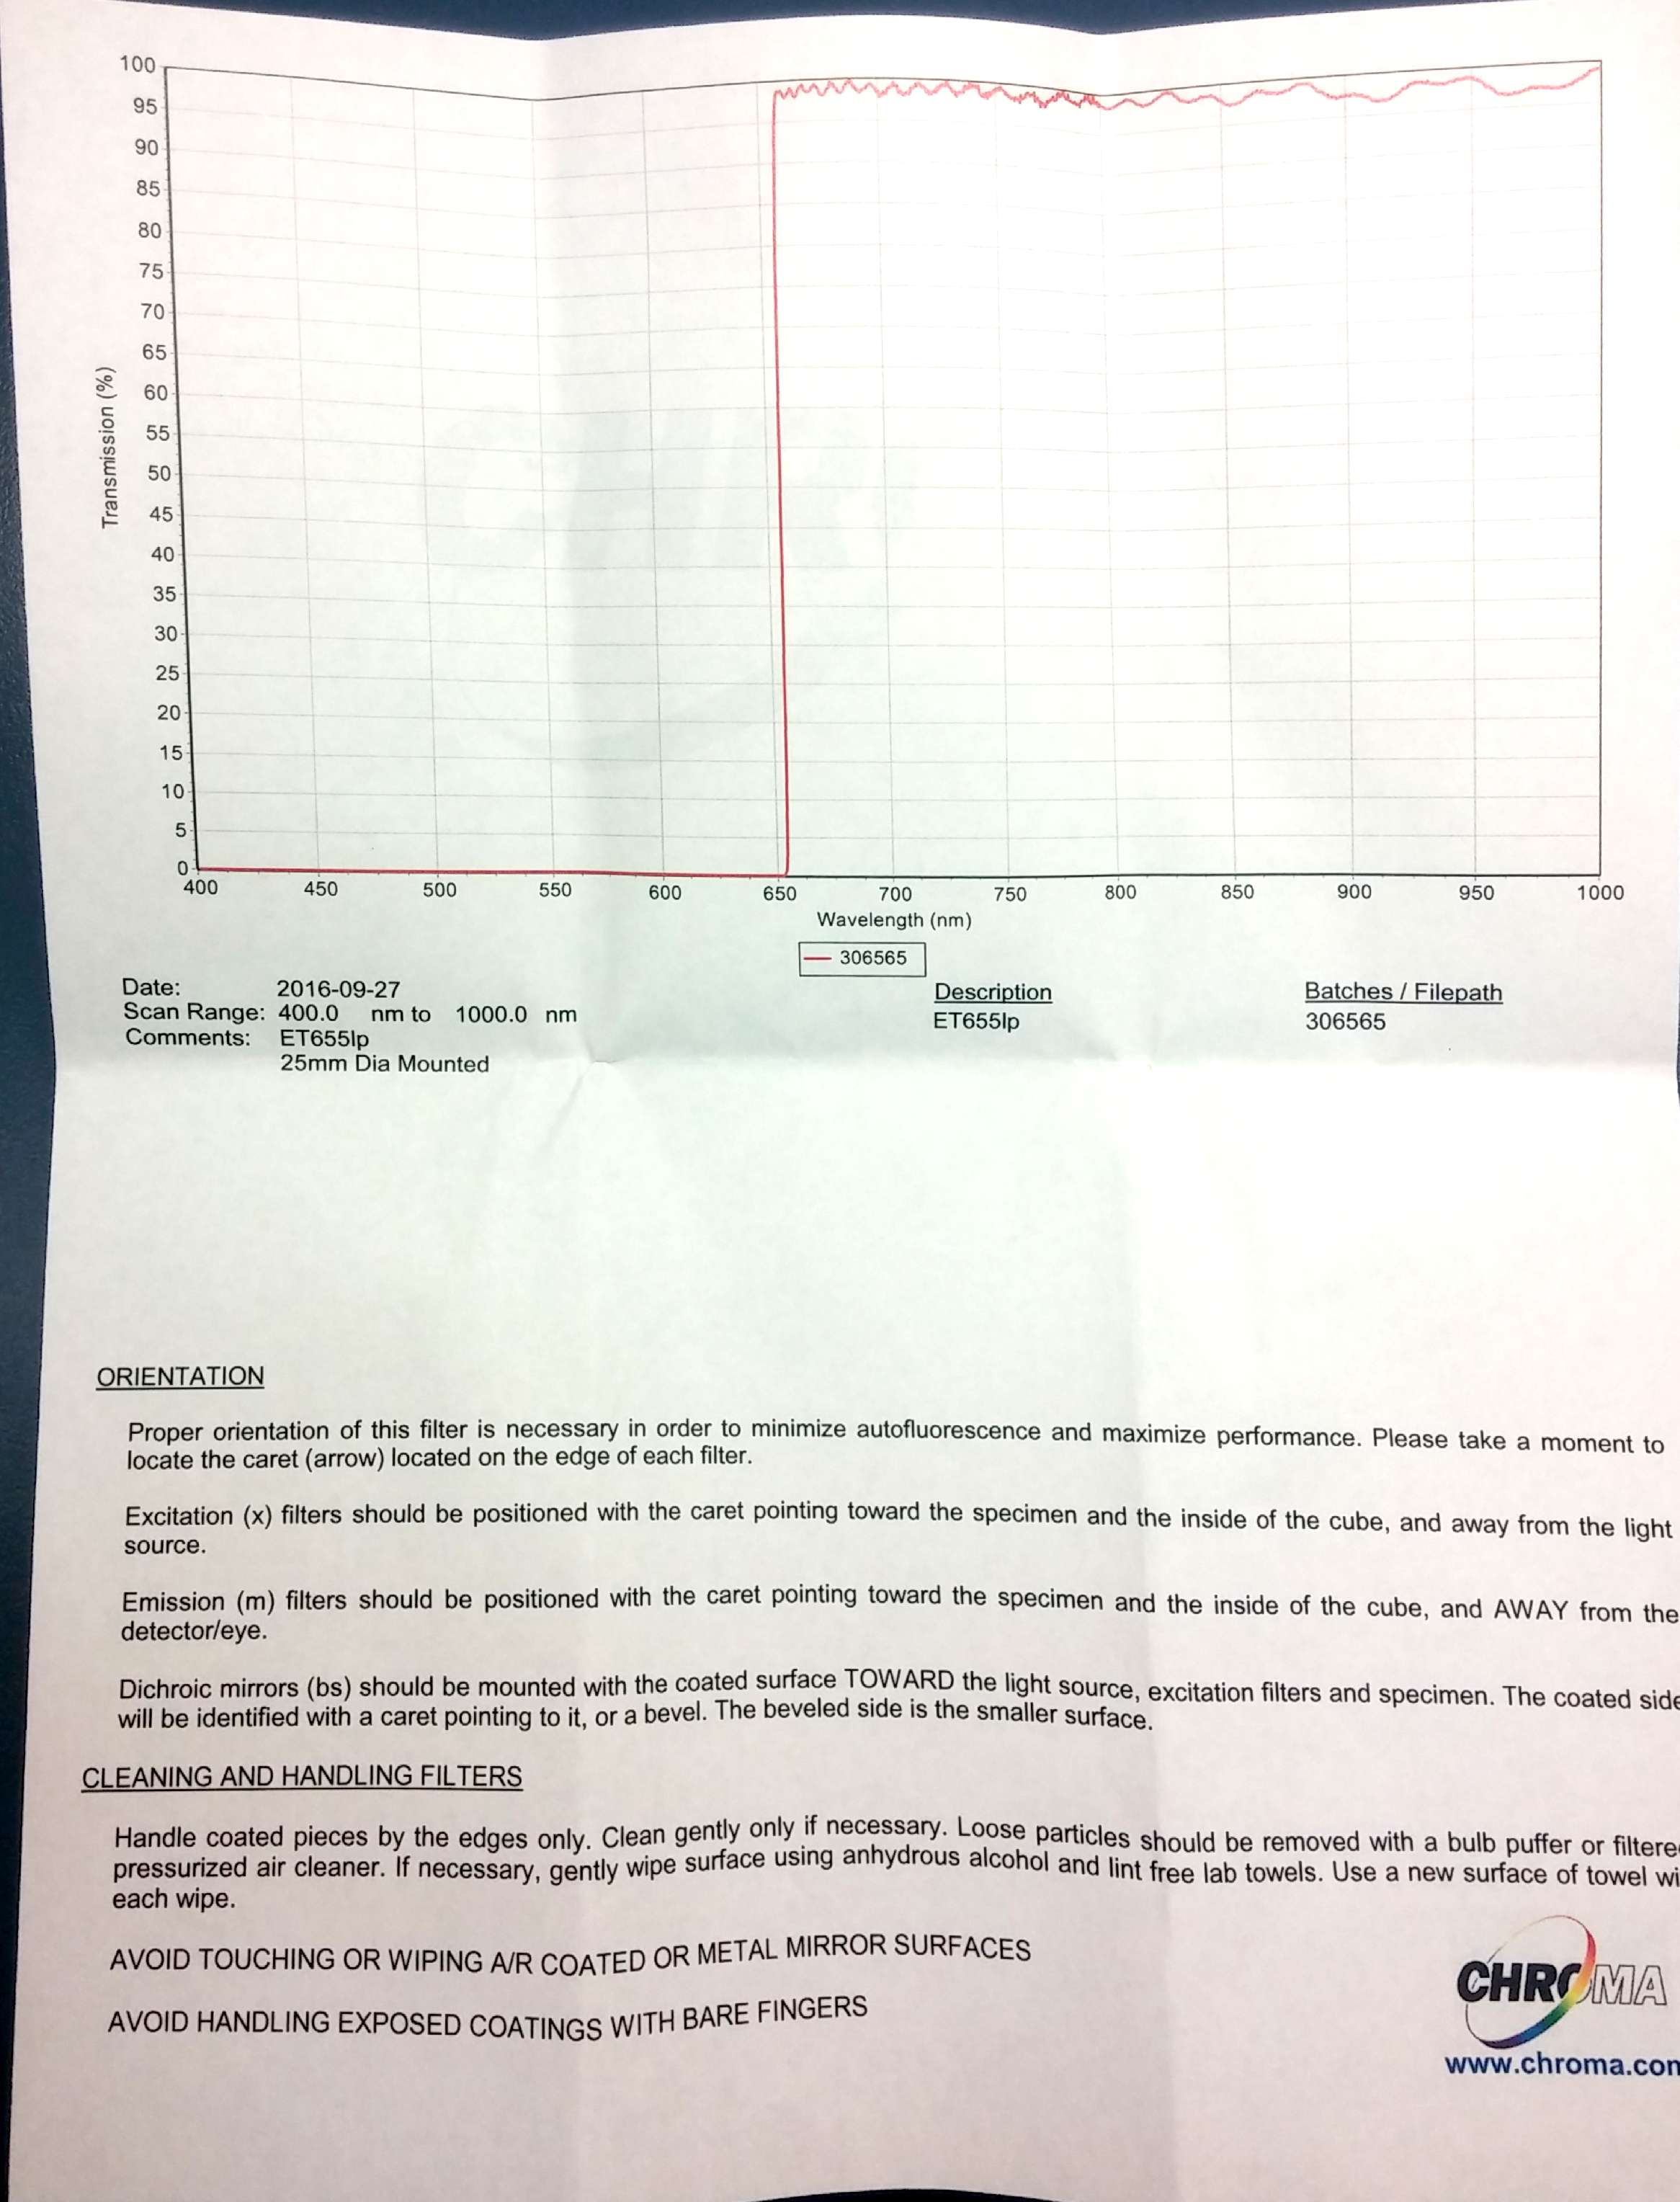 100
95
90
85
80
75
70
65
60
55
50
45
40
35
30
25
20
15
10
5
0
Transmission (%)
400 450 500 550 600 650 700 750 800 850 900 950 1000
Wavelength (nm)
306565
Date: 2016-09-27
Scan Range: 400.0 nm to 1000.0 nm
Comments: ET655lp
25mm Dia Mounted
Description
ET655lp
Batches / Filepath
306565
ORIENTATION
Proper orientation of this filter is necessary in order to minimize autofluorescence and maximize performance. Please take a moment to
locate the caret (arrow) located on the edge of each filter.
Excitation (x) filters should be positioned with the caret pointing toward the specimen and the inside of the cube, and away from the light
source.
Emission (m) filters should be positioned with the caret pointing toward the specimen and the inside of the cube, and AWAY from the
detector/eye.
Dichroic mirrors (bs) should be mounted with the coated surface TOWARD the light source, excitation filters and specimen. The coated side
will be identified with a caret pointing to it, or a bevel. The beveled side is the smaller surface.
CLEANING AND HANDLING FILTERS
Handle coated pieces by the edges only. Clean gently only if necessary. Loose particles should be removed with a bulb puffer or filtere
pressurized air cleaner. If necessary, gently wipe surface using anhydrous alcohol and lint free lab towels. Use a new surface of towel wi
each wipe.
AVOID TOUCHING OR WIPING A/R COATED OR METAL MIRROR SURFACES
AVOID HANDLING EXPOSED COATINGS WITH BARE FINGERS
CHROMA
www.chroma.con